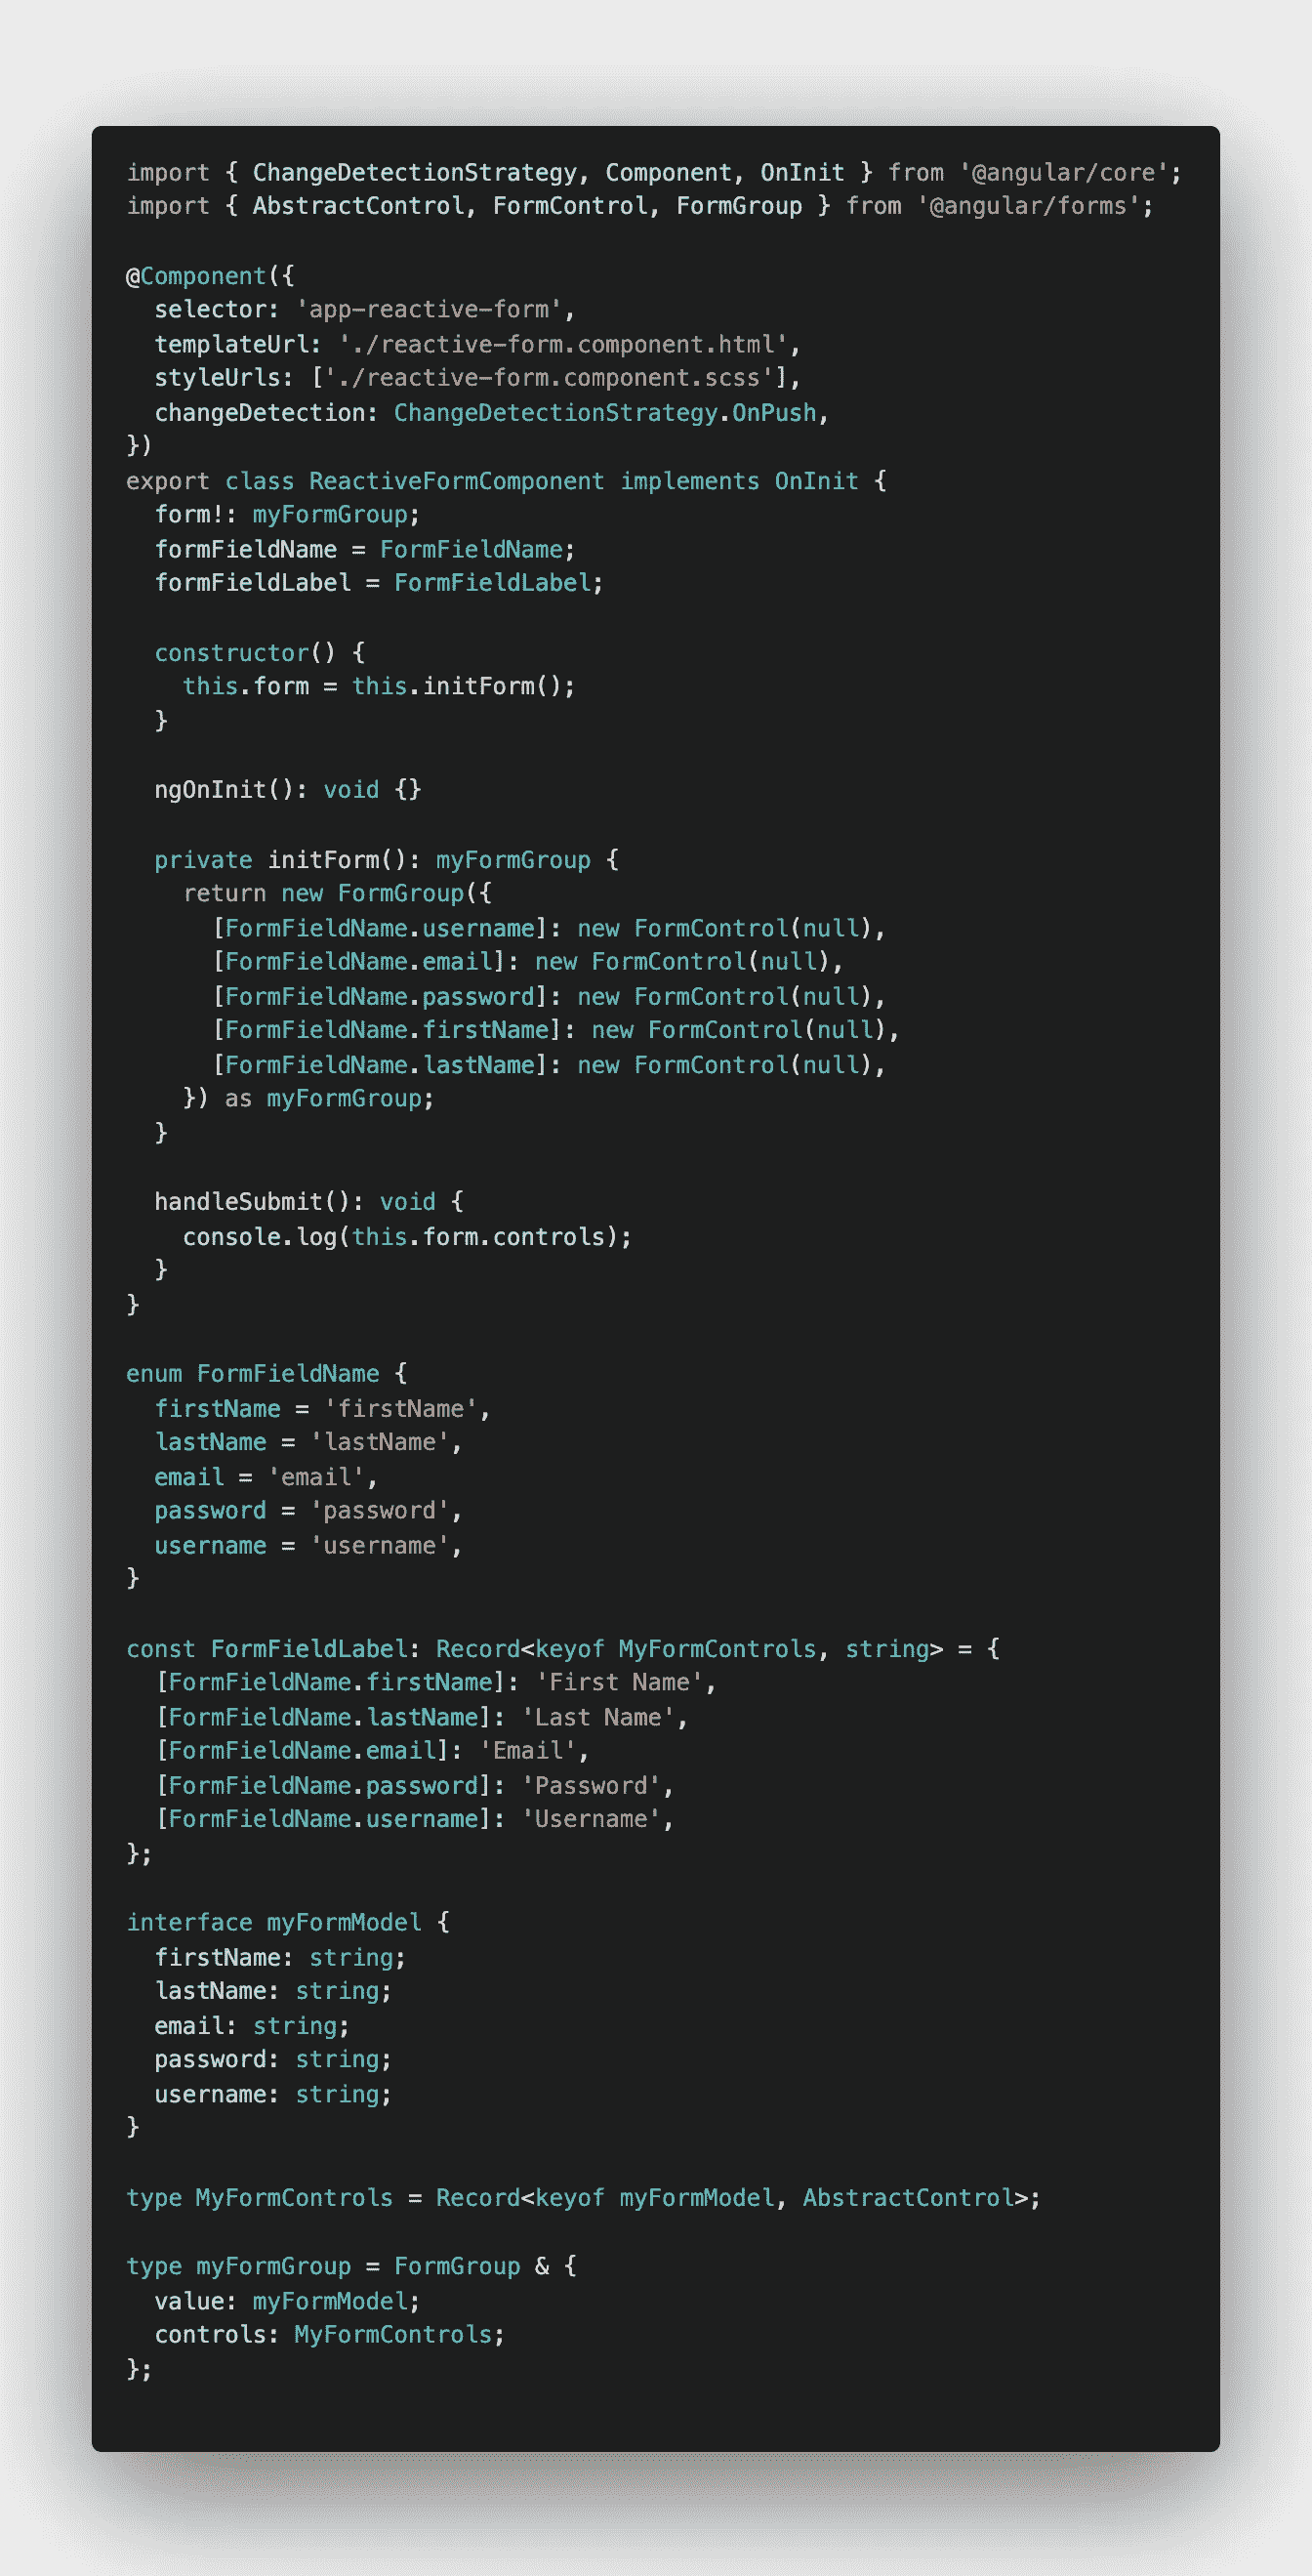 import { ChangeDetectionStrategy, Component, OnInit } from '@angular/core';
import { AbstractControl, FormControl, FormGroup } from '@angular/forms';

@Component({
  selector: 'app-reactive-form',
  templateUrl: './reactive-form.component.html',
  styleUrls: ['./reactive-form.component.scss'],
  changeDetection: ChangeDetectionStrategy.OnPush,
})
export class ReactiveFormComponent implements OnInit {
  form!: myFormGroup;
  formFieldName = FormFieldName;
  formFieldLabel = FormFieldLabel;

  constructor() {
    this.form = this.initForm();
  }

  ngOnInit(): void {}

  private initForm(): myFormGroup {
    return new FormGroup({
      [FormFieldName.username]: new FormControl(null),
      [FormFieldName.email]: new FormControl(null),
      [FormFieldName.password]: new FormControl(null),
      [FormFieldName.firstName]: new FormControl(null),
      [FormFieldName.lastName]: new FormControl(null),
    }) as myFormGroup;
  }

  handleSubmit(): void {
    console.log(this.form.controls);
  }
}

enum FormFieldName {
  firstName = 'firstName',
  lastName = 'lastName',
  email = 'email',
  password = 'password',
  username = 'username',
}

const FormFieldLabel: Record<keyof MyFormControls, string> = {
  [FormFieldName.firstName]: 'First Name',
  [FormFieldName.lastName]: 'Last Name',
  [FormFieldName.email]: 'Email',
  [FormFieldName.password]: 'Password',
  [FormFieldName.username]: 'Username',
};

interface myFormModel {
  firstName: string;
  lastName: string;
  email: string;
  password: string;
  username: string;
}

type MyFormControls = Record<keyof myFormModel, AbstractControl>;

type myFormGroup = FormGroup & {
  value: myFormModel;
  controls: MyFormControls;
};